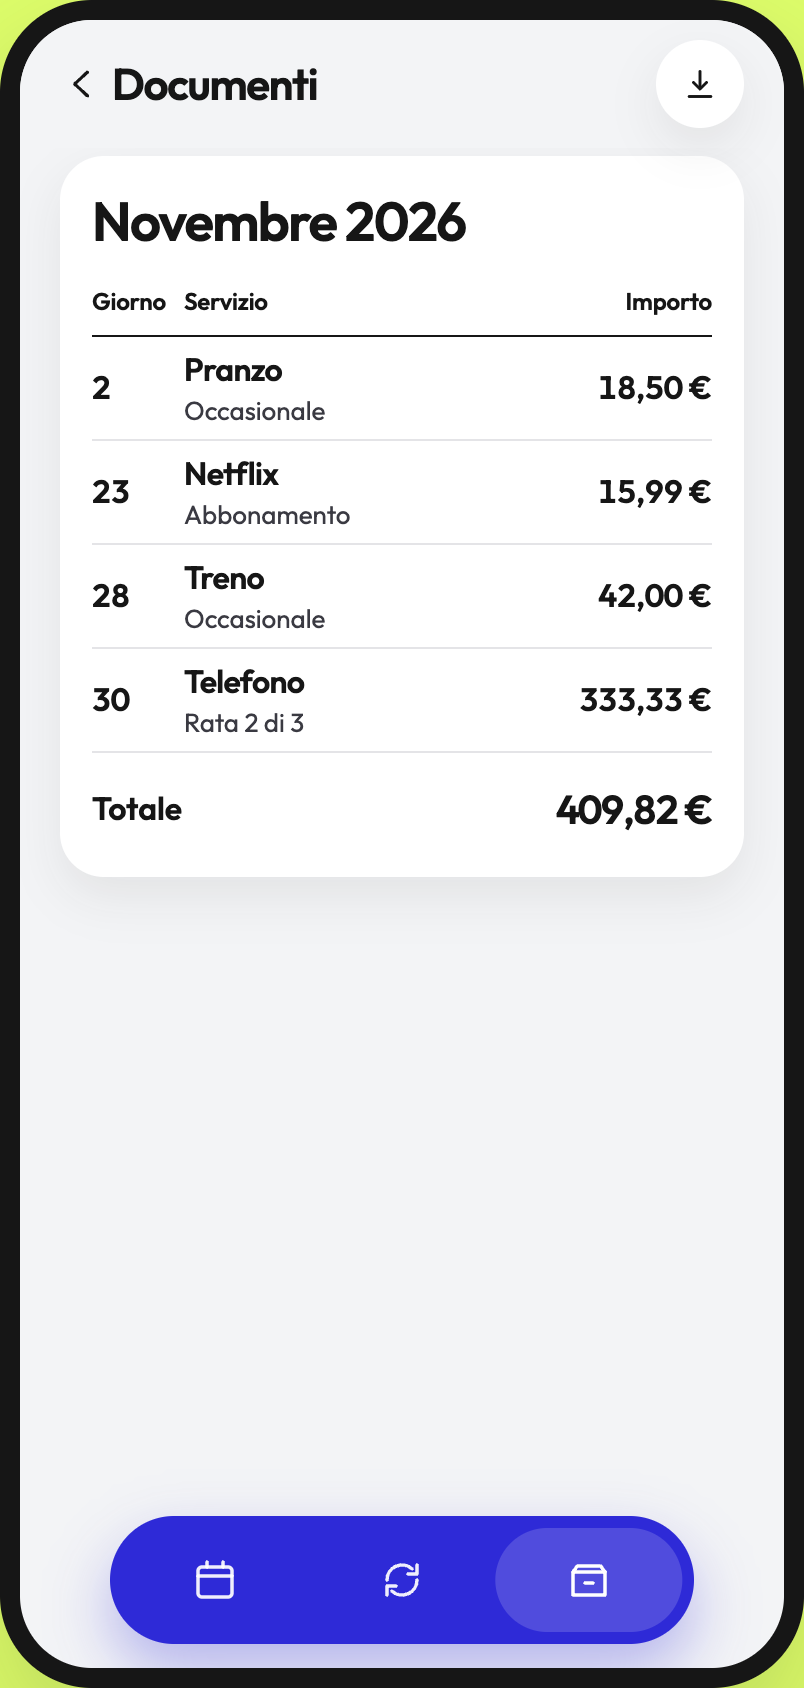 Documenti
Novembre 2026
Giorno Servizio Importo
2 Pranzo 18,50 €
Occasionale
23 Netflix 15,99 €
Abbonamento
28 Treno 42,00 €
Occasionale
30 Telefono 333,33 €
Rata 2 di 3
Totale 409,82 €